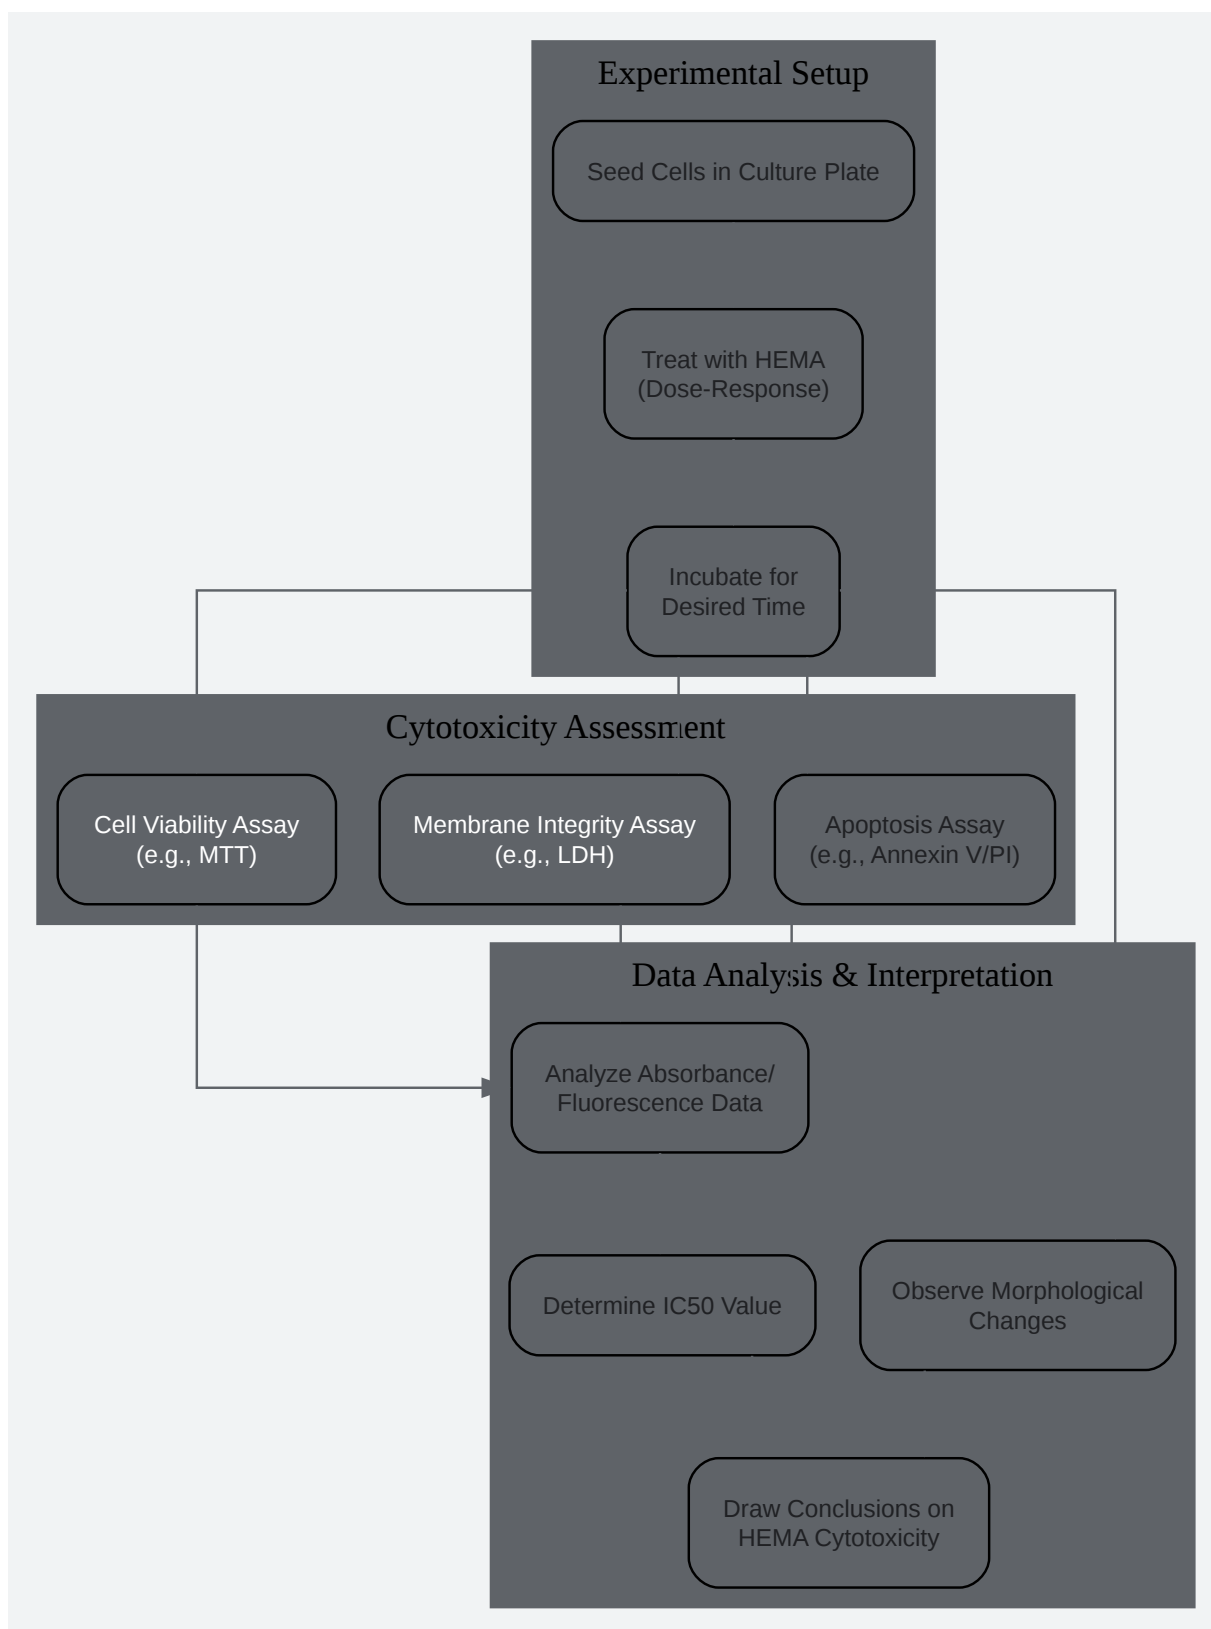 Experimental Setup
Seed Cells in Culture Plate
Treat with HEMA
(Dose-Response)
Incubate for
Desired Time
Cytotoxicity Assessment
Cell Viability Assay
(e.g., MTT)
Membrane Integrity Assay
(e.g., LDH)
Apoptosis Assay
(e.g., Annexin V/PI)
Data Analysis & Interpretation
Analyze Absorbance/
Fluorescence Data
Determine IC50 Value
Observe Morphological
Changes
Draw Conclusions on
HEMA Cytotoxicity